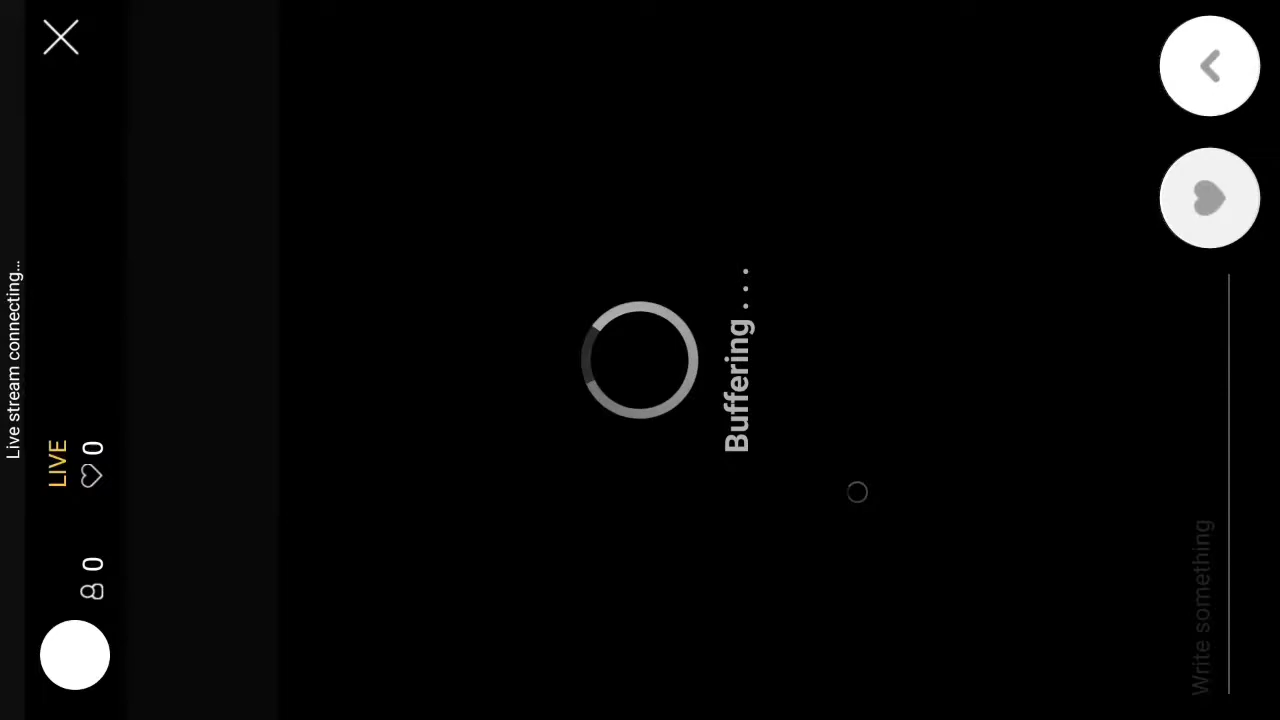 Live stream connecting...
LIVE
0
0
Buffering . . .
Write something